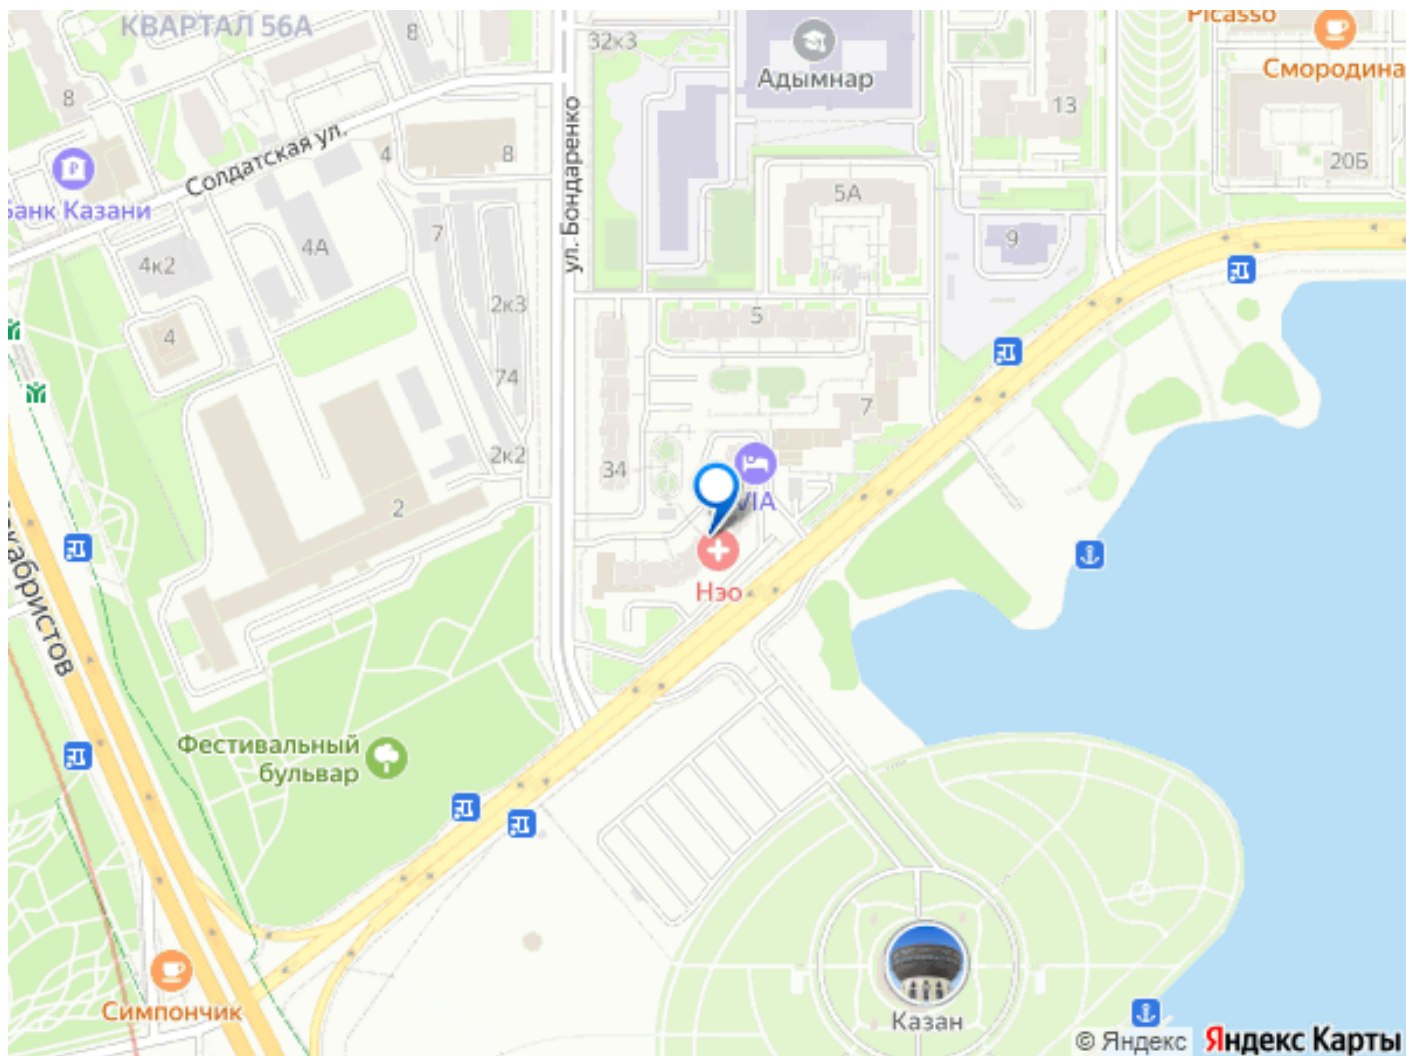 КВАРТАЛ 56А
8
32к3
Адымнар
Picasso
Смородина
8
13
Солдатская ул.
4
8
ул. Бондаренко
20Б
5А
Банк Казани
4А
7
9
4к2
2к3
5
4
74
7
2к2
34
VIA
2
Нэо
Декабристов
Фестивальный
бульвар
Симпончик
Казан
© Яндекс Яндекс Карты